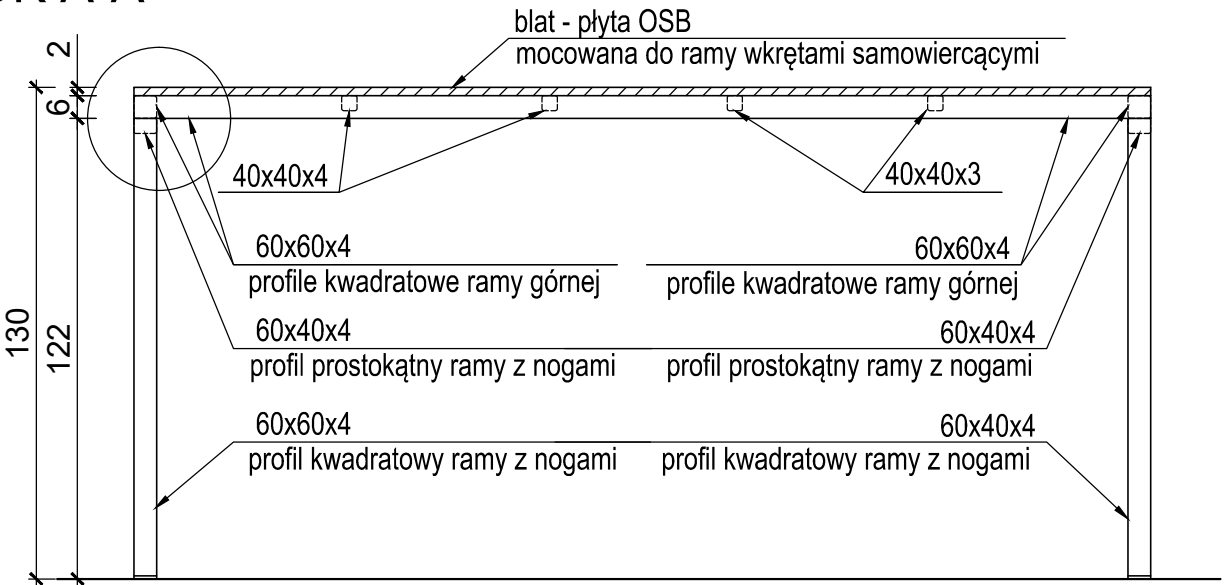 blat - płyta OSB
mocowana do ramy wkrętami samowiercącymi
2
6
40x40x4
40x40x3
60x60x4
profile kwadratowe ramy górnej
60x60x4
profile kwadratowe ramy górnej
60x40x4
profil prostokątny ramy z nogami
60x40x4
profil prostokątny ramy z nogami
130
122
60x60x4
profil kwadratowy ramy z nogami
60x40x4
profil kwadratowy ramy z nogami